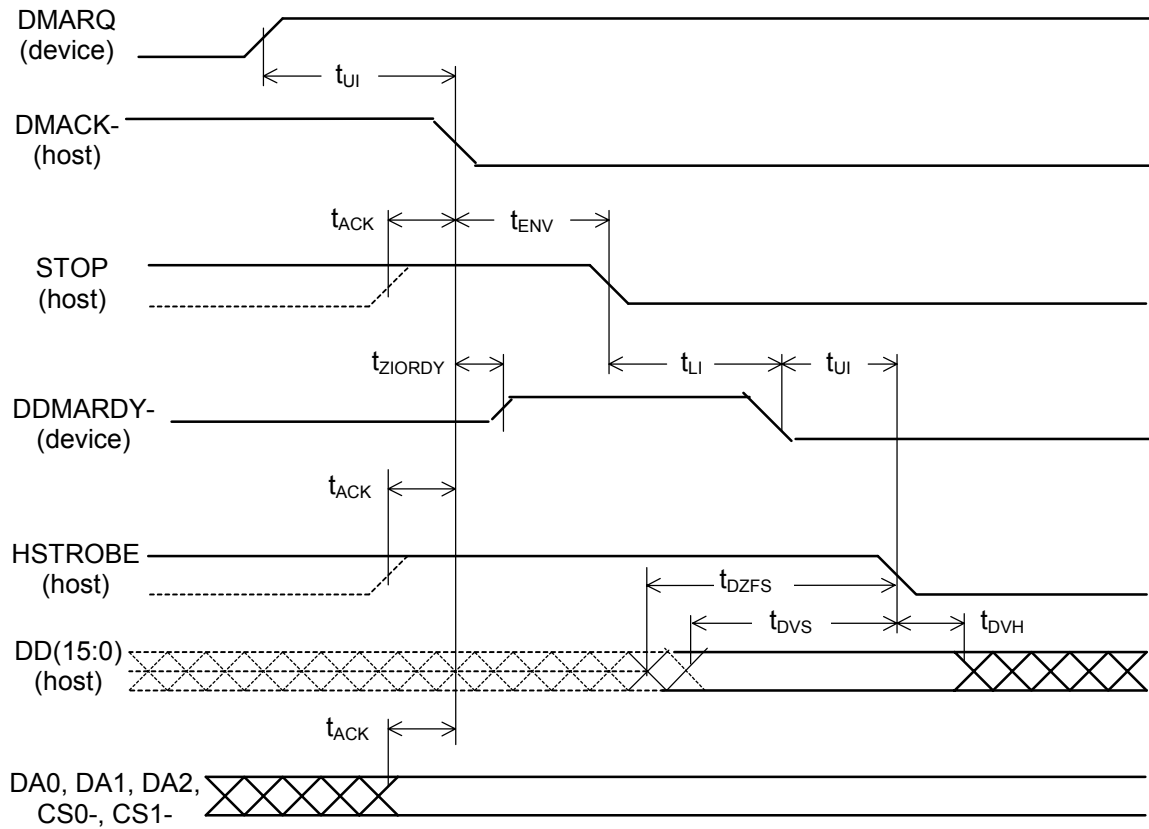 DMARQ
(device)
tUI
DMACK-
(host)
tACK
tENV
STOP
(host)
tZIORDY
tLI
tUI
DDMARDY-
(device)
tACK
HSTROBE
(host)
tDZFS
tDVS
tDVH
DD(15:0)
(host)
tACK
DA0, DA1, DA2,
CS0-, CS1-